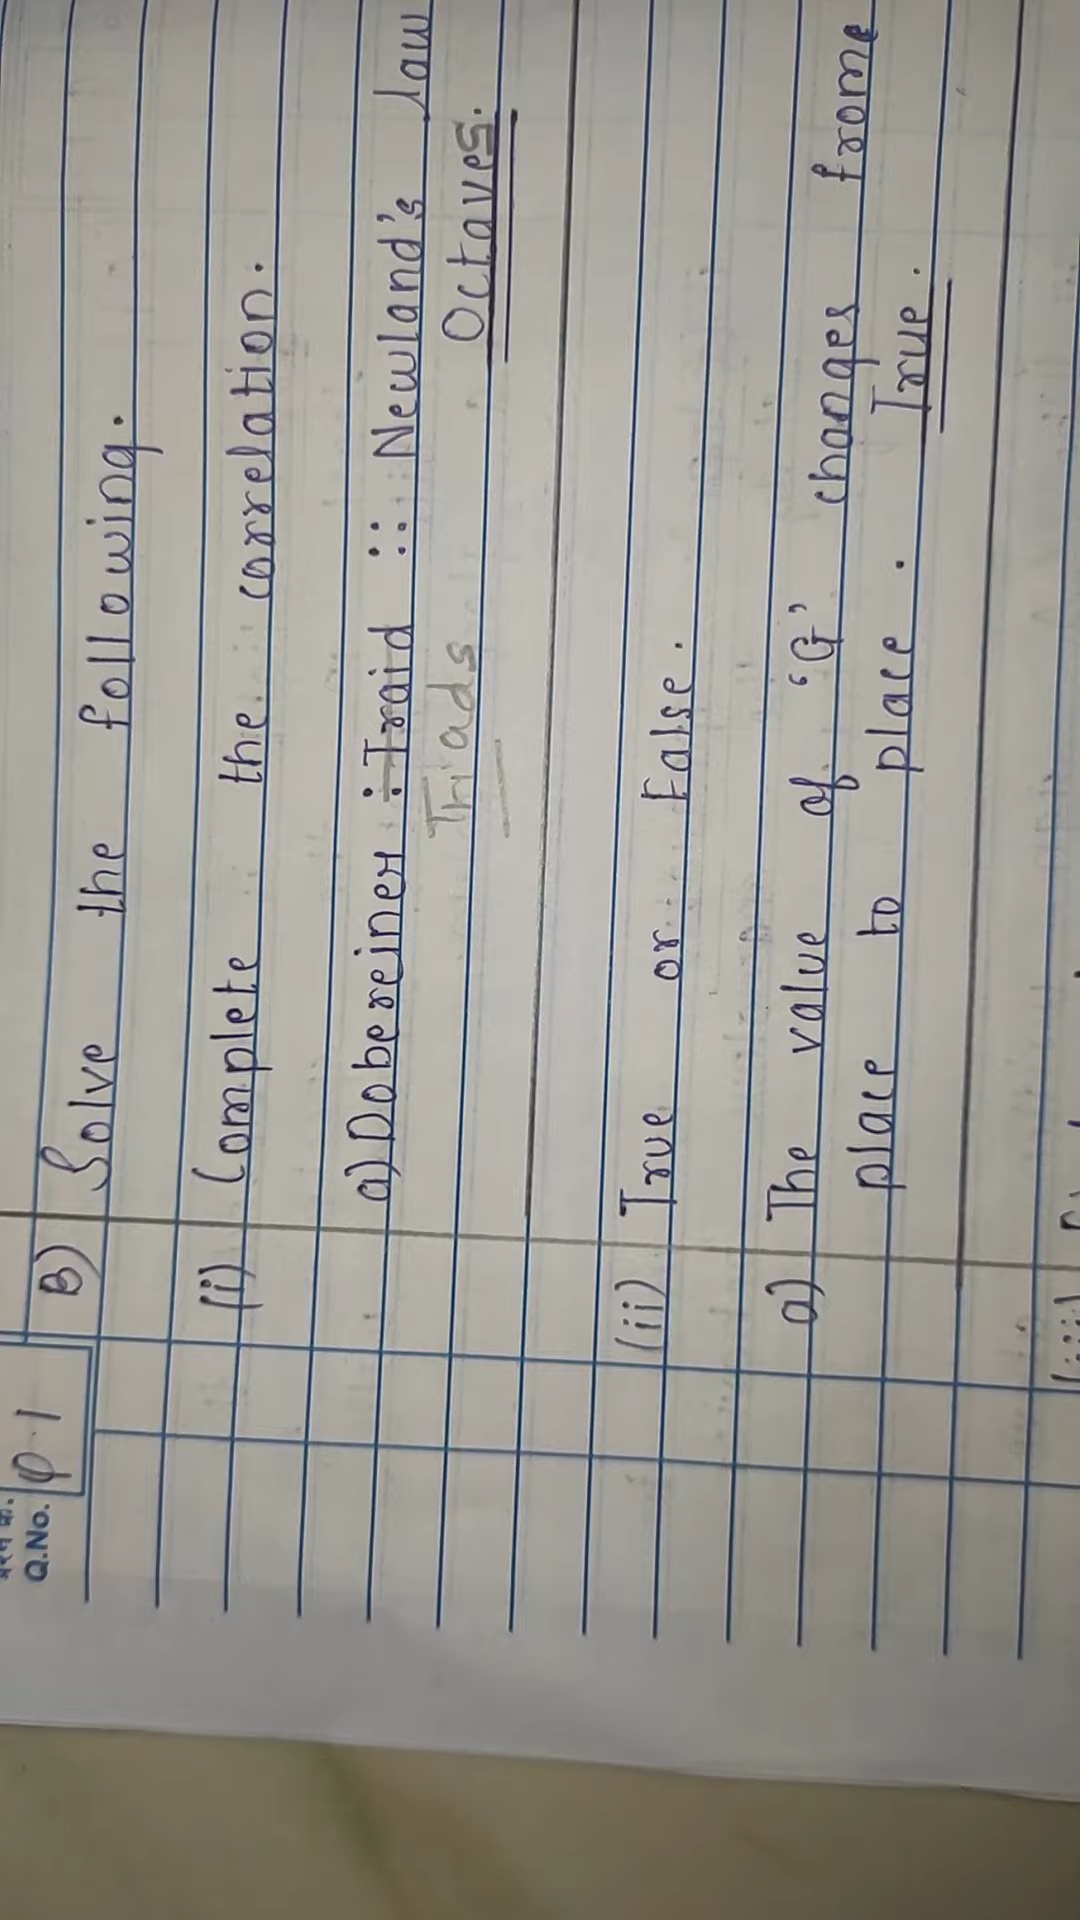 Q.No. Q.1
B) Solve the following.
(i) Complete the correlation.
a) Dobereiner : Traid :: Newland's law
Triads Octaves.
(ii) True or False.
a) The value of 'G' changes frome
place to place. True.